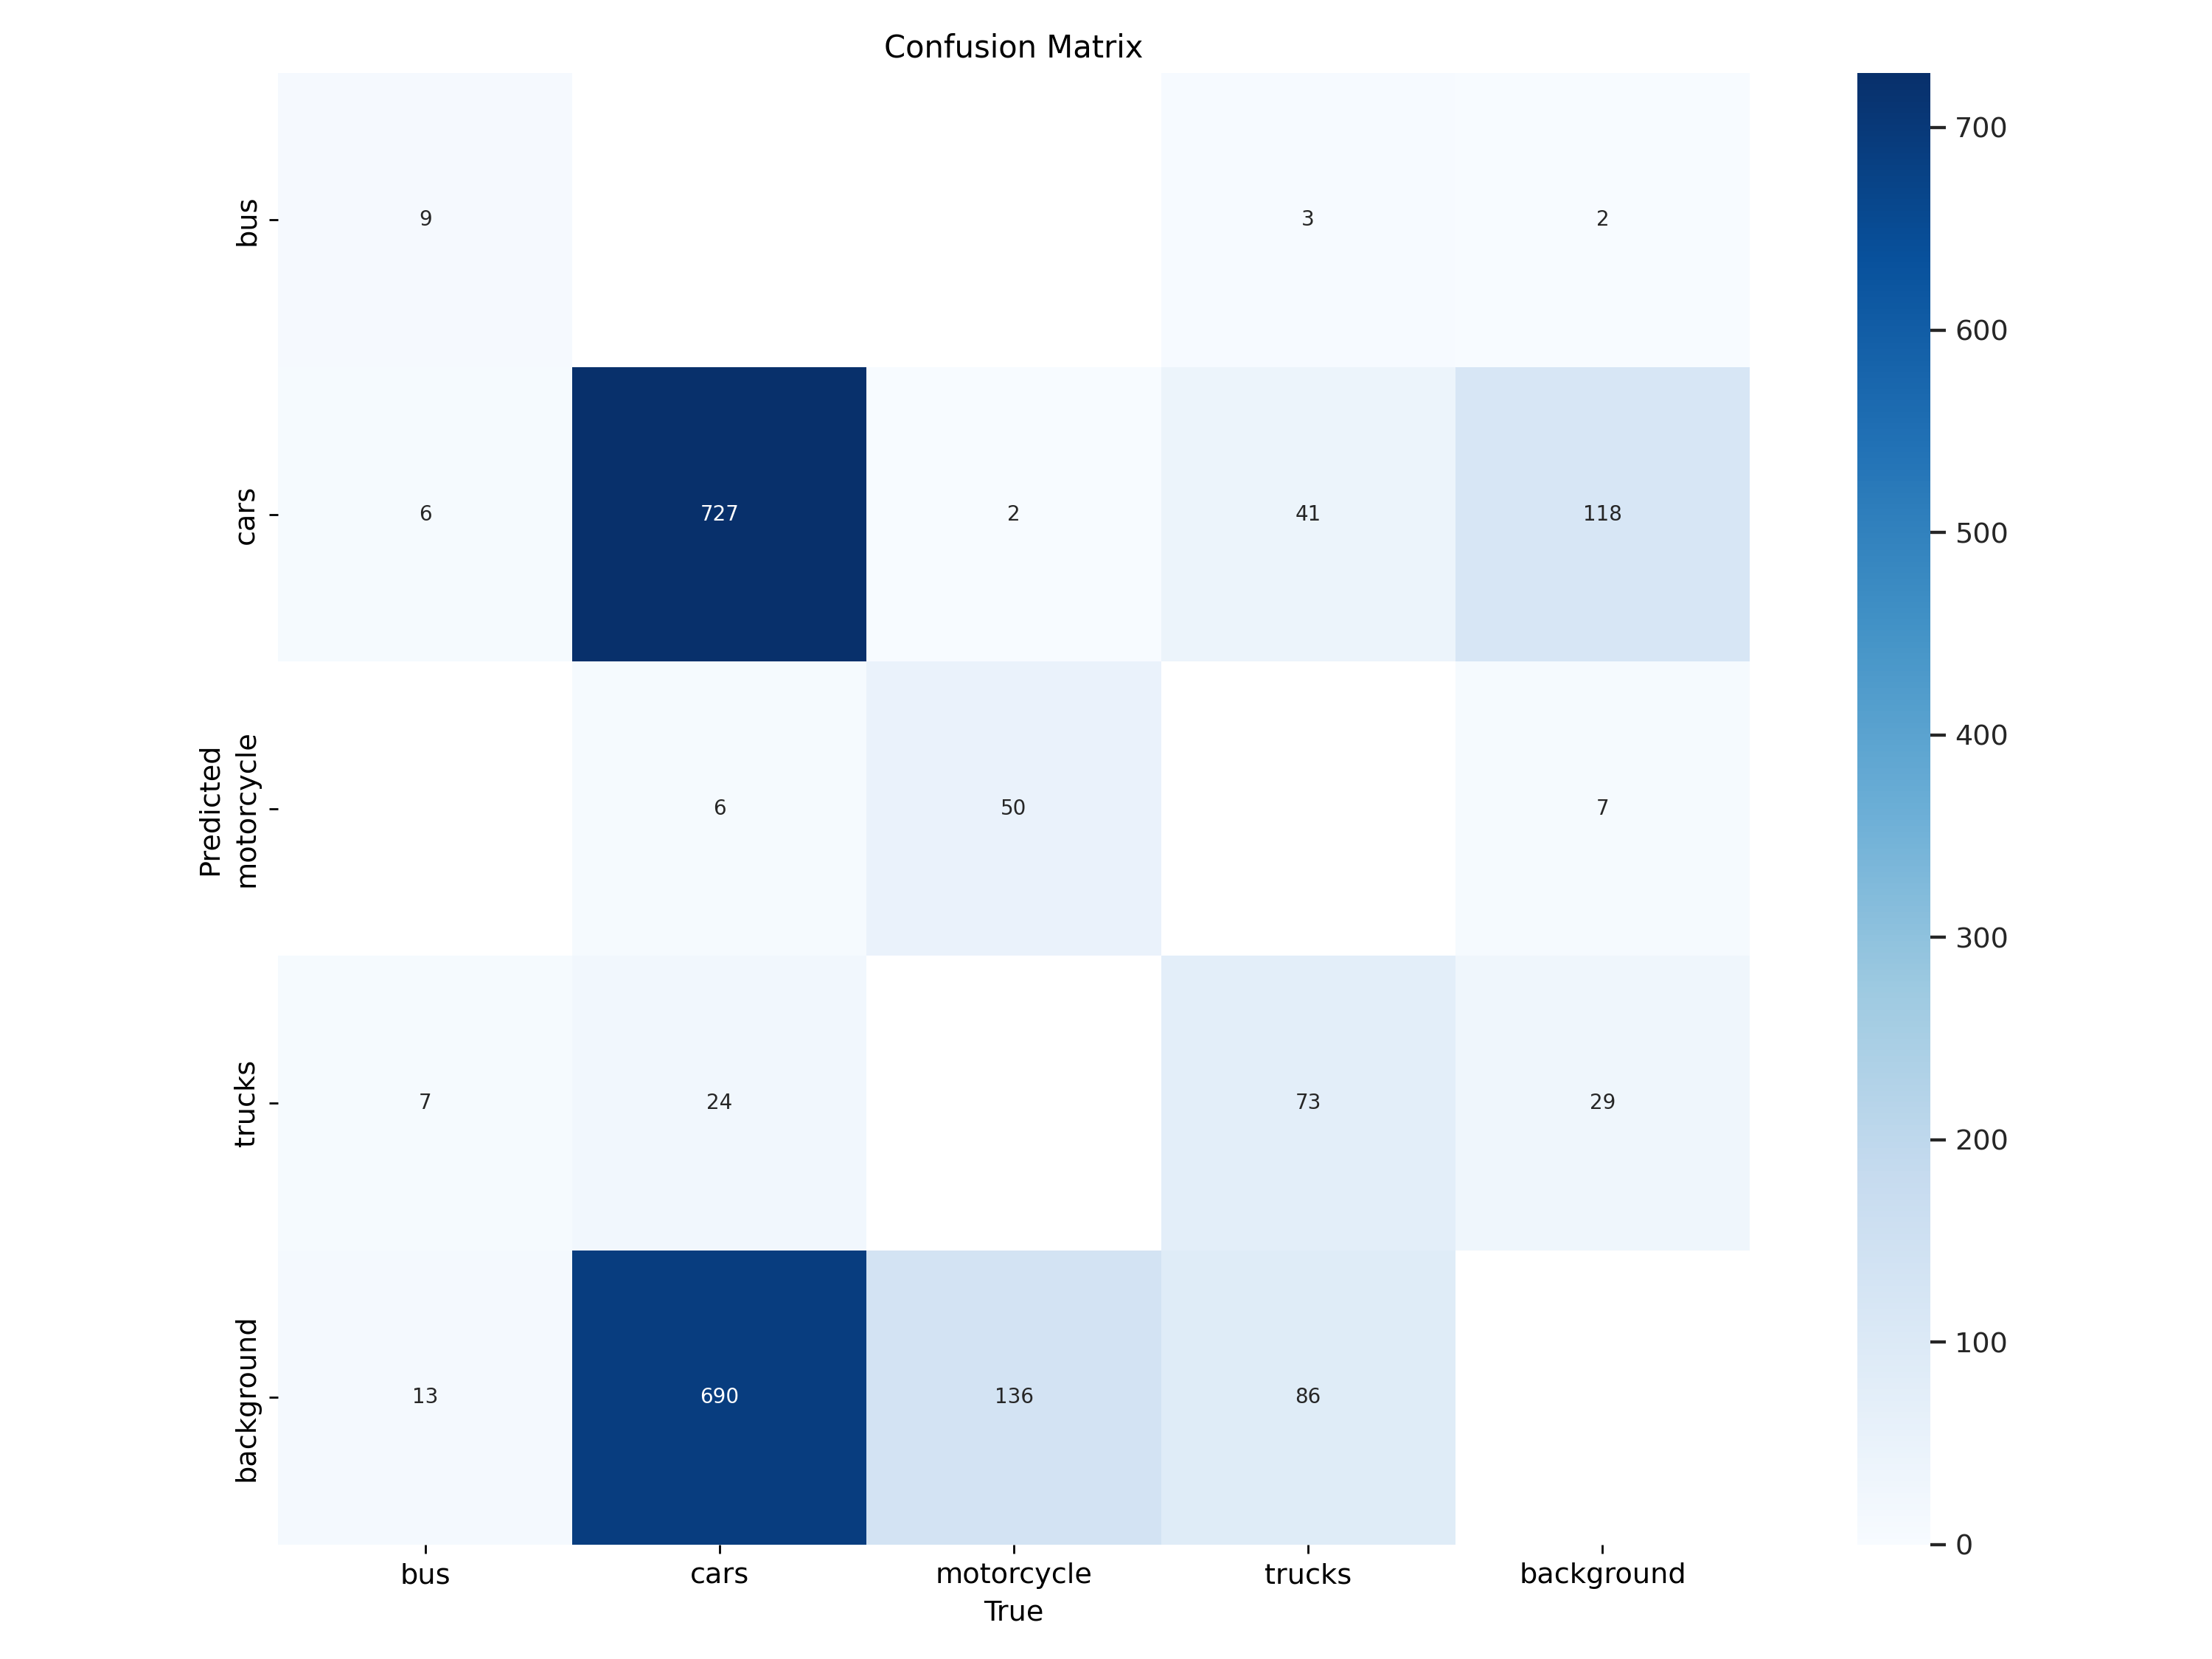 Confusion Matrix
bus
9
3
2
700
600
cars
6
727
2
41
118
500
400
Predicted
motorcycle
6
50
7
300
trucks
7
24
73
29
200
100
background
13
690
136
86
0
bus
cars
motorcycle
trucks
background
True